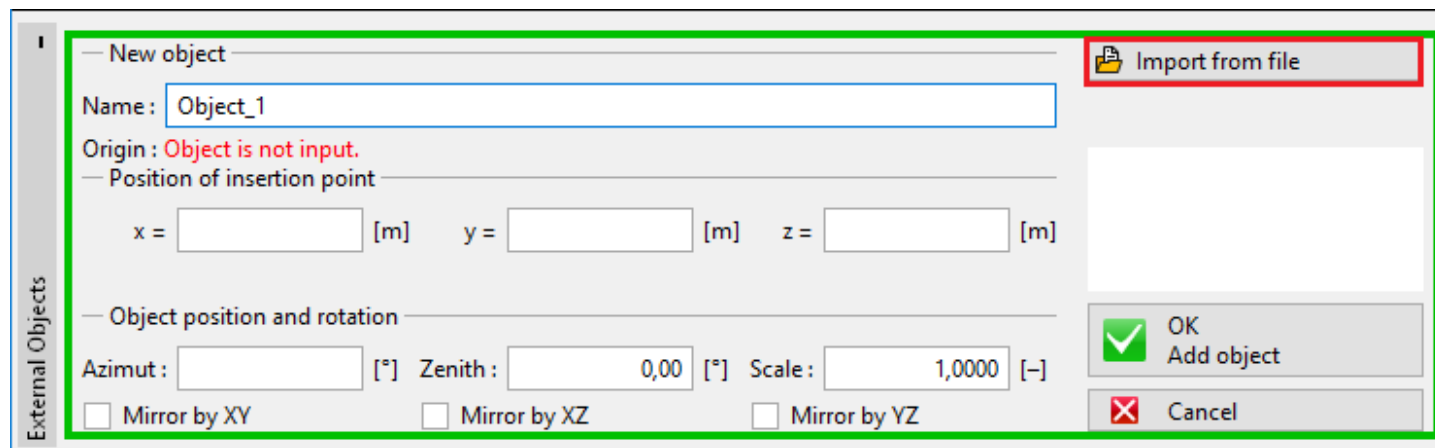 External Objects
New object
Name : Object_1
Origin : Object is not input.
Position of insertion point
x = [m] y = [m] z = [m]
Object position and rotation
Azimut : [°] Zenith : 0,00 [°] Scale : 1,0000 [–]
Mirror by XY Mirror by XZ Mirror by YZ
Import from file
OK
Add object
Cancel